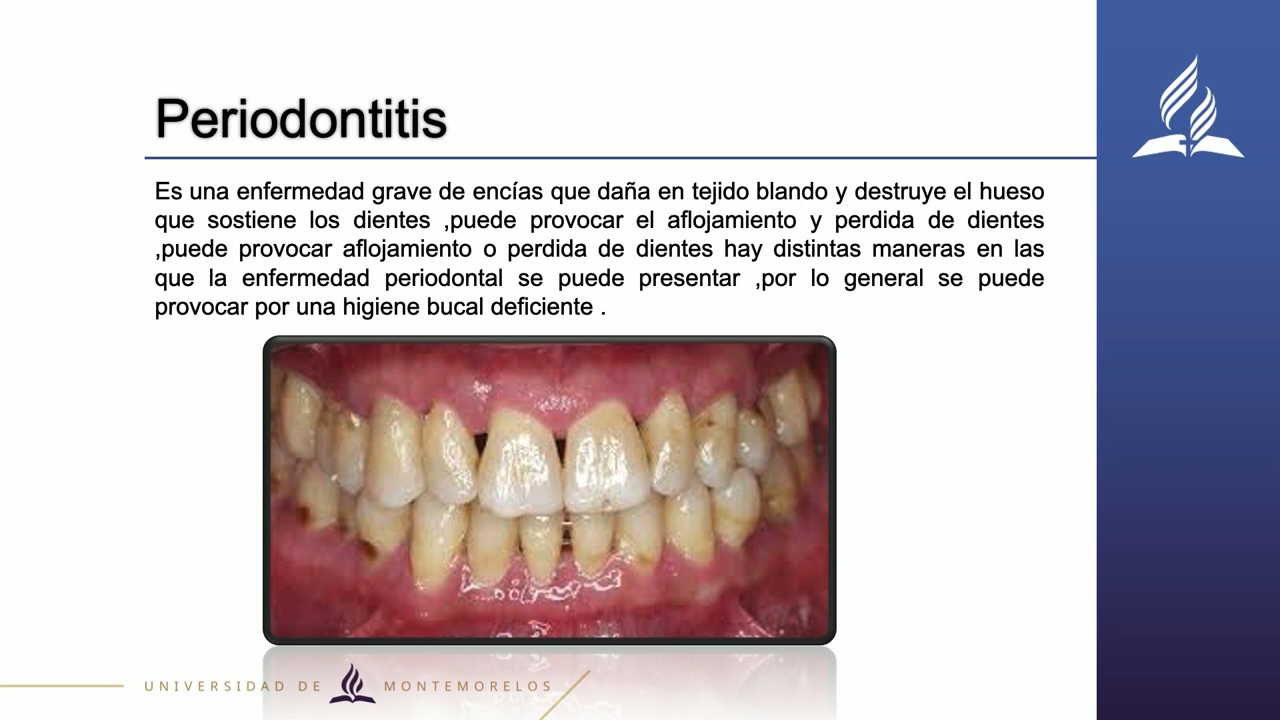 Periodontitis
Es una enfermedad grave de encías que daña en tejido blando y destruye el hueso
que sostiene los dientes ,puede provocar el aflojamiento y perdida de dientes
,puede provocar aflojamiento o perdida de dientes hay distintas maneras en las
que la enfermedad periodontal se puede presentar ,por lo general se puede
provocar por una higiene bucal deficiente .
UNIVERSIDAD DE MONTEMORELOS